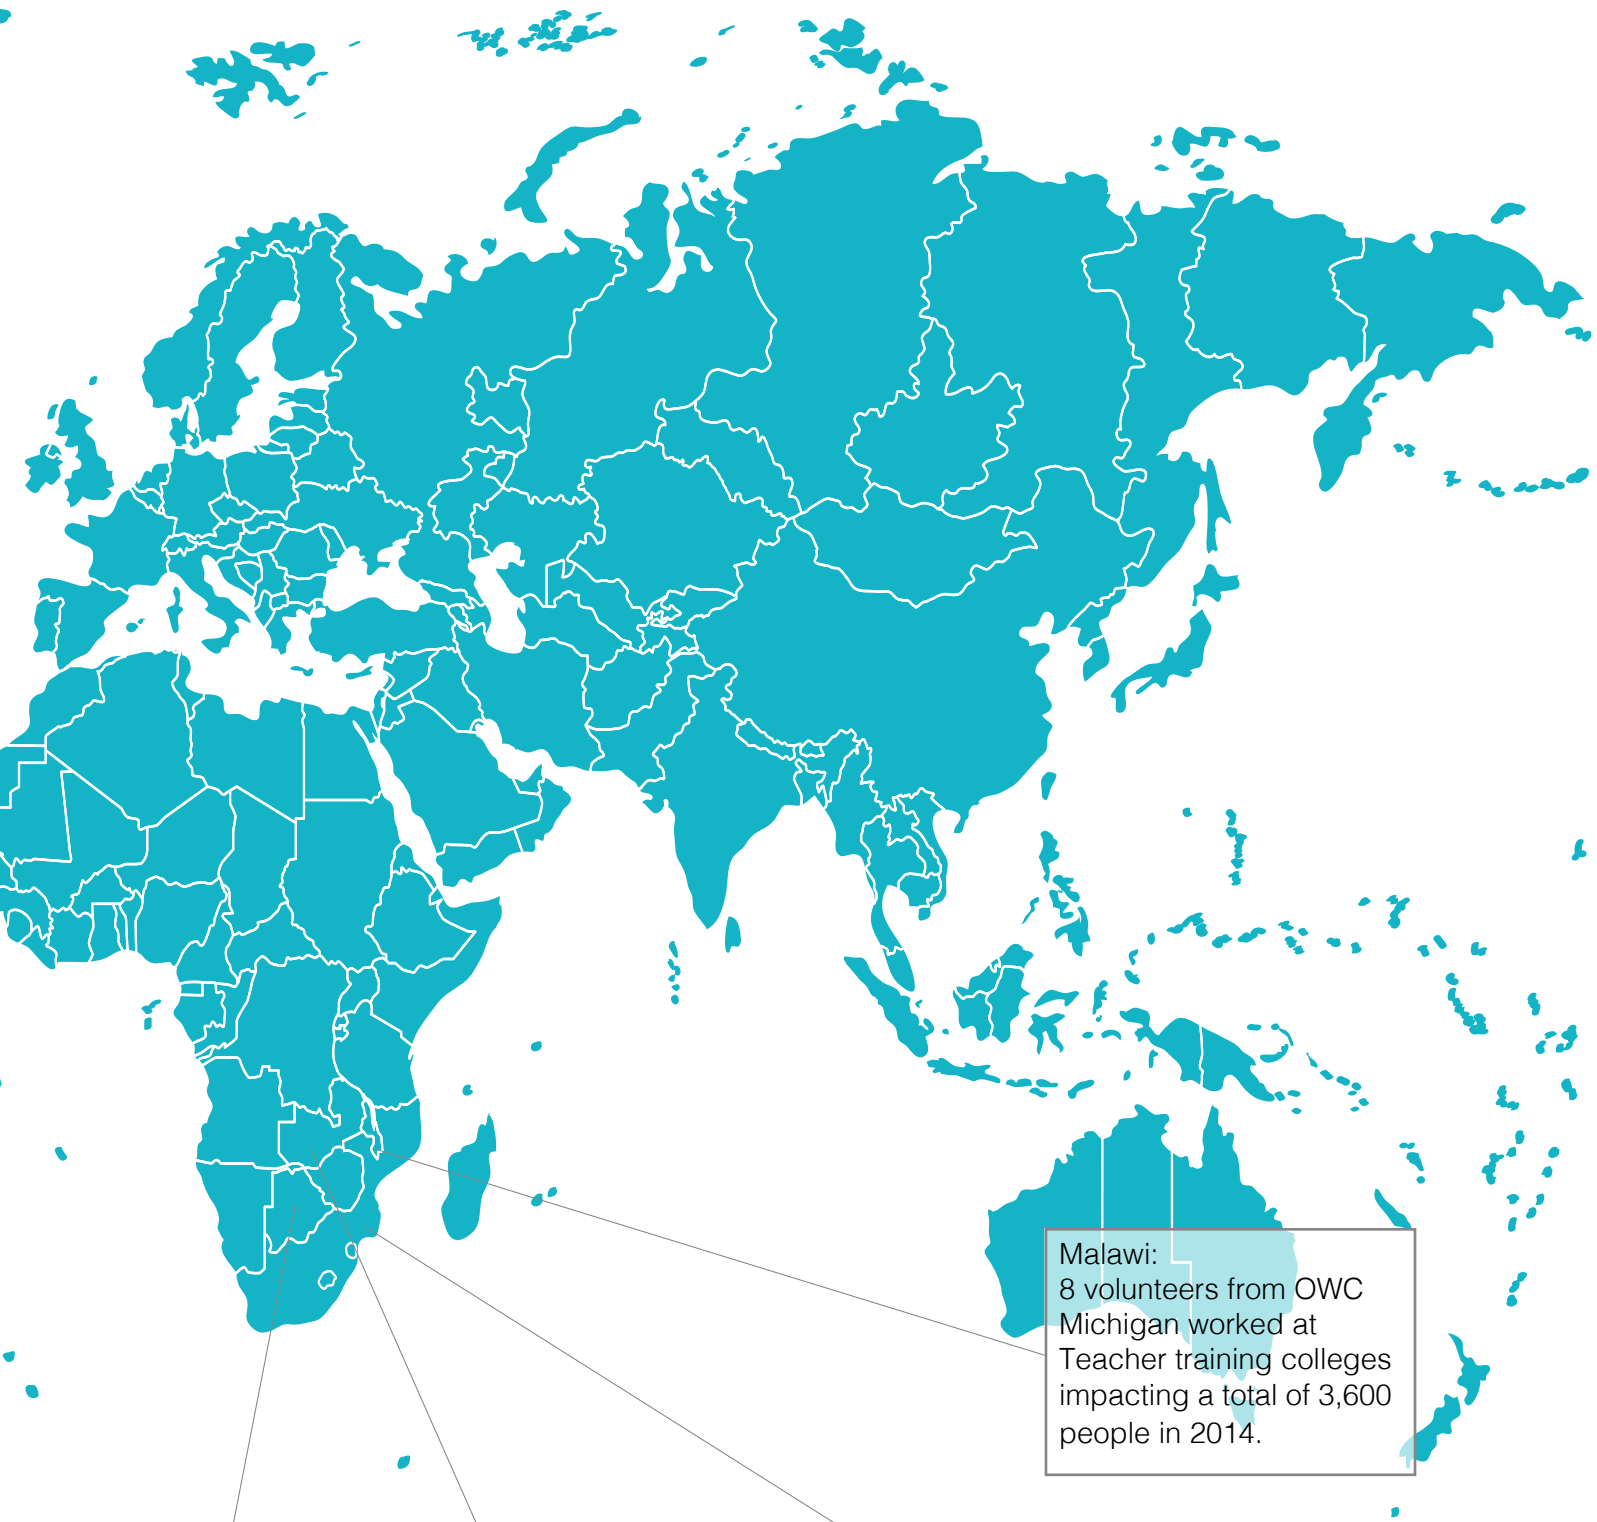 Malawi:
8 volunteers from OWC
Michigan worked at
Teacher training colleges
impacting a total of 3,600
people in 2014.